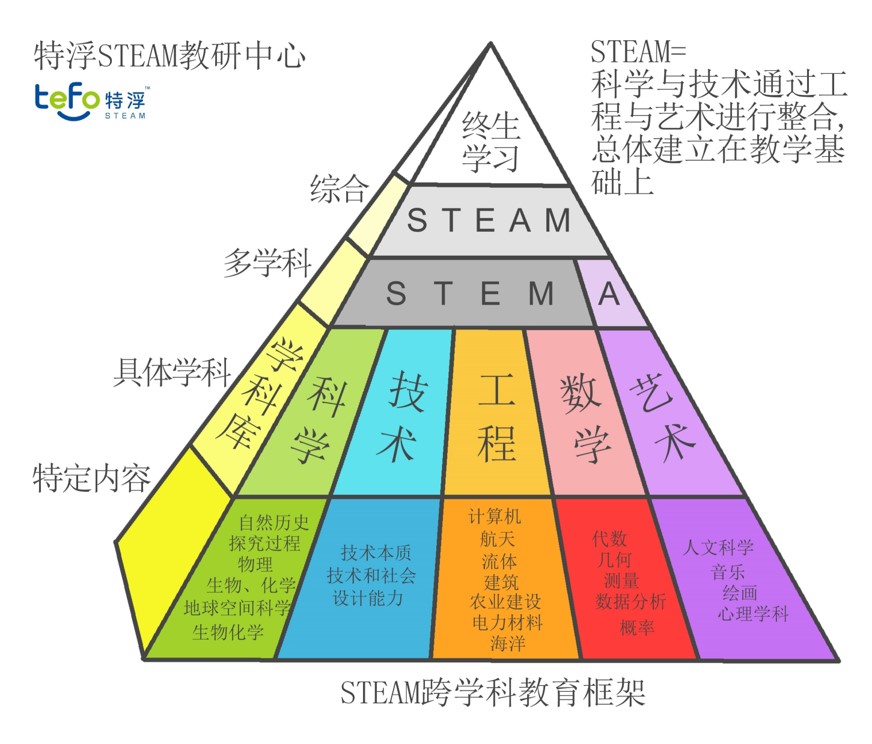 特浮STEAM教研中心
tefo 特浮™
STEAM
STEAM=
科学与技术通过工
程与艺术进行整合,
总体建立在教学基
础上
终生
学习
综合
STEAM
多学科
STEM A
具体学科
学科库
科学
技术
工程
数学
艺术
特定内容
自然历史
探究过程
物理
生物、化学
地球空间科学
生物化学
技术本质
技术和社会
设计能力
计算机
航天
流体
建筑
农业建设
电力材料
海洋
代数
几何
测量
数据分析
概率
人文科学
音乐
绘画
心理学科
STEAM跨学科教育框架